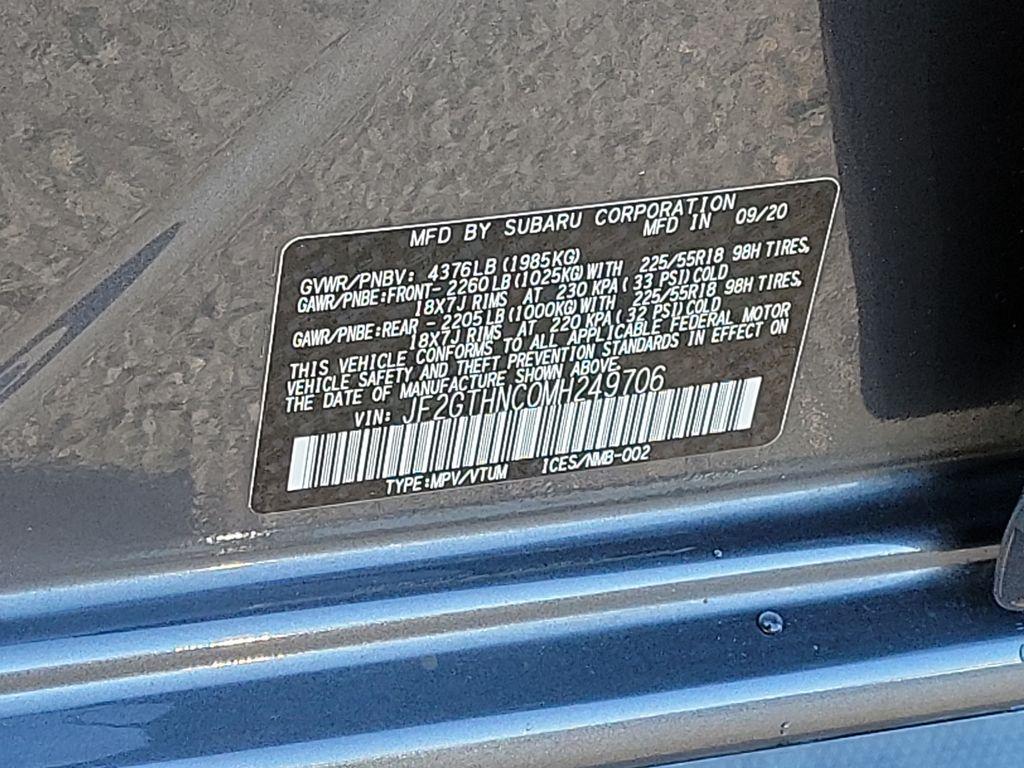 MFD BY SUBARU CORPORATION
MFD IN 09/20
GVWR/PNBV: 4376LB(1985KG)
GAWR/PNBE:FRONT- 2260LB(1025KG)WITH 225/55R18 98H TIRES,
18X7J RIMS AT 230 KPA(33 PSI)COLD
GAWR/PNBE:REAR - 2205LB(1000KG)WITH 225/55R18 98H TIRES,
18X7J RIMS AT 220 KPA(32 PSI)COLD
THIS VEHICLE CONFORMS TO ALL APPLICABLE FEDERAL MOTOR
VEHICLE SAFETY AND THEFT PREVENTION STANDARDS IN EFFECT ON
THE DATE OF MANUFACTURE SHOWN ABOVE.
VIN: JF2GTHNC0MH249706
TYPE:MPV/VTUM ICES/NMB-002